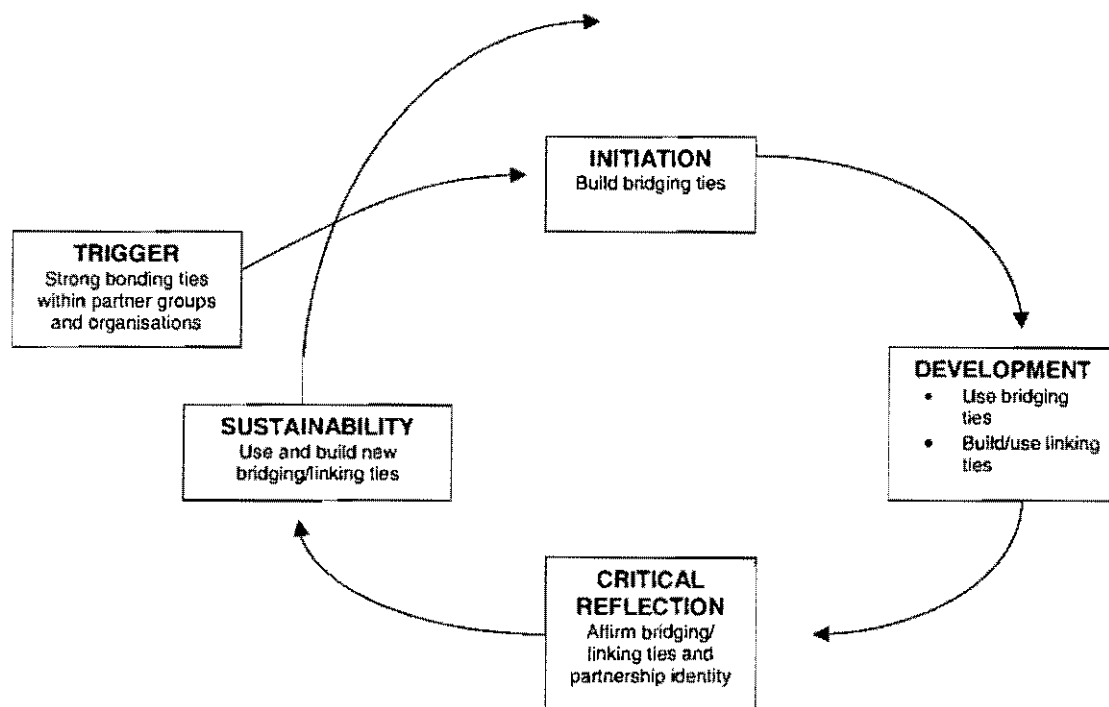 INITIATION
Build bridging ties
TRIGGER
Strong bonding ties
within partner groups
and organisations
DEVELOPMENT
• Use bridging
ties
• Build/use linking
ties
SUSTAINABILITY
Use and build new
bridging/linking ties
CRITICAL
REFLECTION
Affirm bridging/
linking ties and
partnership identity